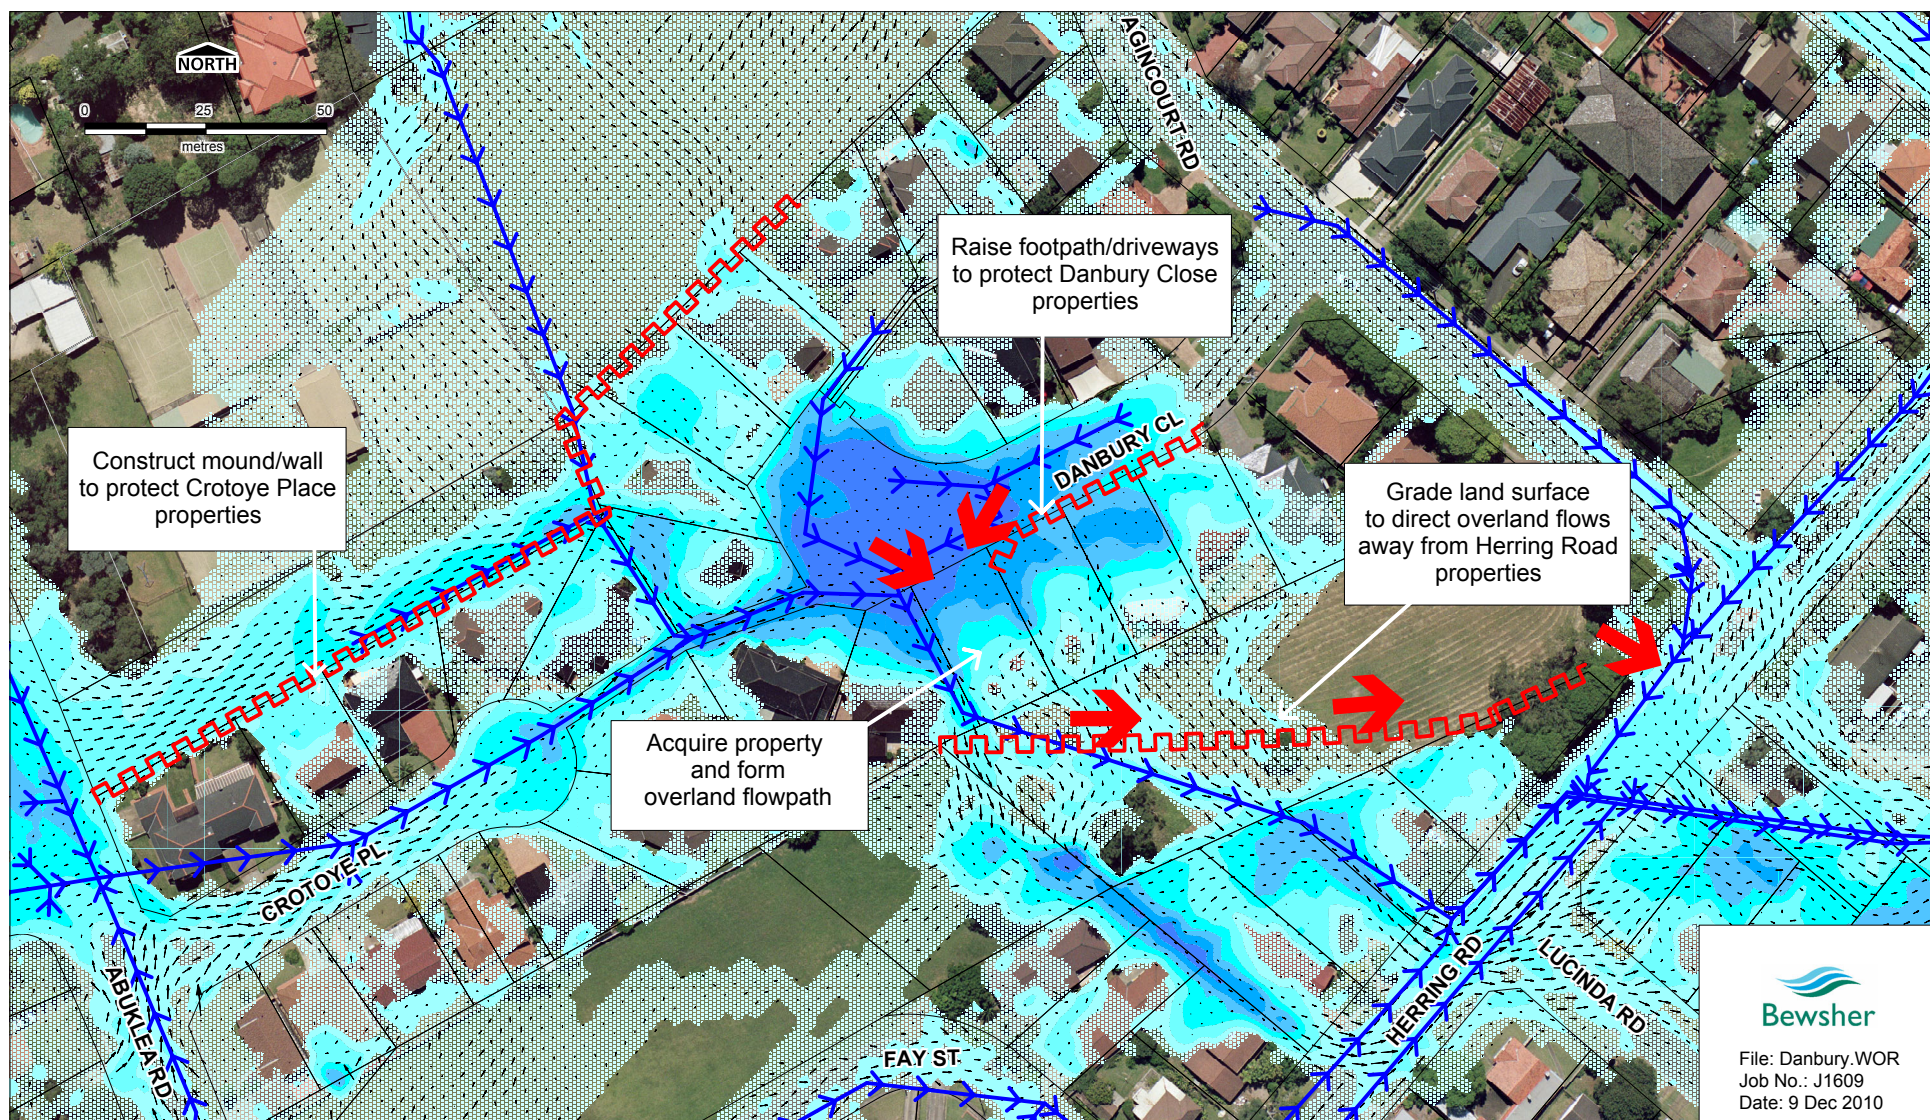 NORTH
0 25 50
metres
AGINCOURT RD
Raise footpath/driveways
to protect Danbury Close
properties
DANBURY CL
Construct mound/wall
to protect Crotoye Place
properties
Grade land surface
to direct overland flows
away from Herring Road
properties
Acquire property
and form
overland flowpath
CROTOYE PL
ABUKLEA RD
FAY ST
HERRING RD
LUCINDA RD
Bewsher
File: Danbury.WOR
Job No.: J1609
Date: 9 Dec 2010